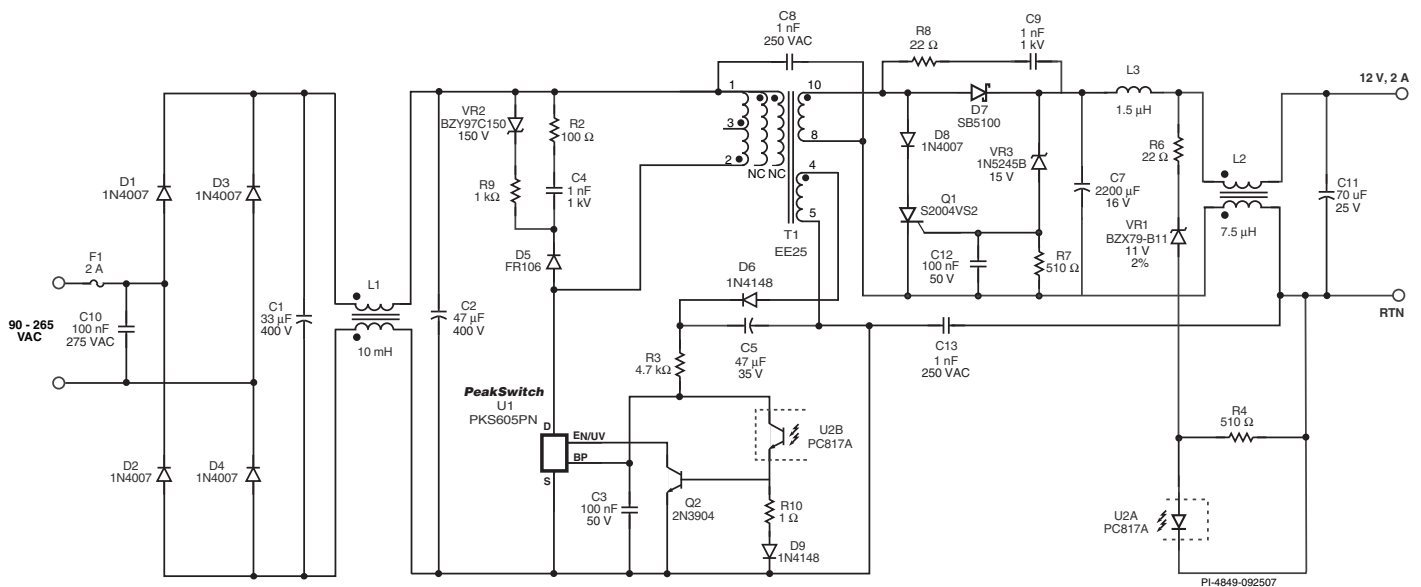 C8
1 nF
250 VAC
R8
22 Ω
C9
1 nF
1 kV
1
3
2
NC NC
10
8
4
5
T1
EE25
VR2
BZY97C150
150 V
R2
100 Ω
R9
1 kΩ
C4
1 nF
1 kV
D5
FR106
D7
SB5100
D8
1N4007
VR3
1N5245B
15 V
Q1
S2004VS2
C12
100 nF
50 V
R7
510 Ω
C7
2200 µF
16 V
L3
1.5 µH
R6
22 Ω
VR1
BZX79-B11
11 V
2%
L2
7.5 µH
C11
70 uF
25 V
12 V, 2 A
RTN
D1
1N4007
D3
1N4007
F1
2 A
C10
100 nF
275 VAC
90 - 265
VAC
D2
1N4007
D4
1N4007
C1
33 µF
400 V
L1
10 mH
C2
47 µF
400 V
D6
1N4148
C5
47 µF
35 V
C13
1 nF
250 VAC
R3
4.7 kΩ
PeakSwitch
U1
PKS605PN
D
EN/UV
BP
S
C3
100 nF
50 V
Q2
2N3904
U2B
PC817A
R10
1 Ω
D9
1N4148
R4
510 Ω
U2A
PC817A
PI-4849-092507